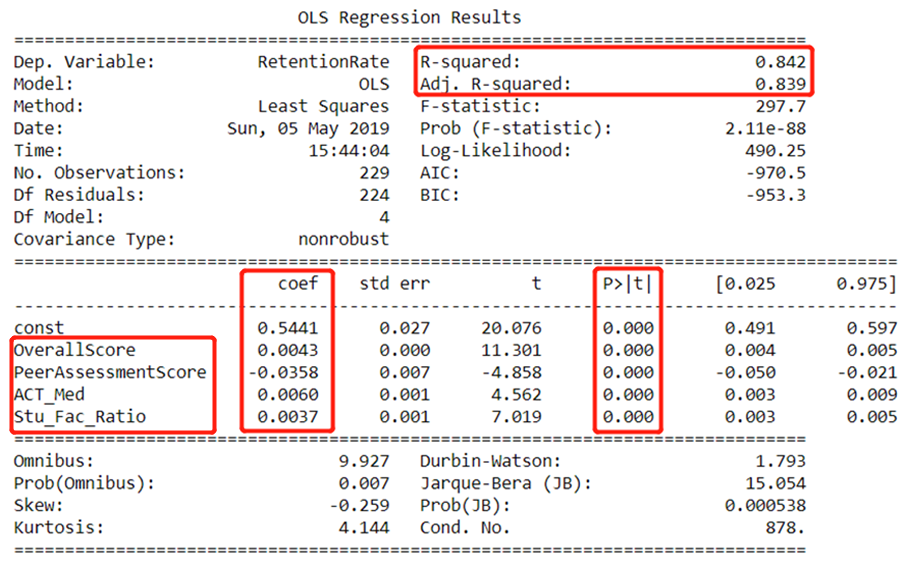 OLS Regression Results
==============================================================================
Dep. Variable: RetentionRate R-squared: 0.842
Model: OLS Adj. R-squared: 0.839
Method: Least Squares F-statistic: 297.7
Date: Sun, 05 May 2019 Prob (F-statistic): 2.11e-88
Time: 15:44:04 Log-Likelihood: 490.25
No. Observations: 229 AIC: -970.5
Df Residuals: 224 BIC: -953.3
Df Model: 4
Covariance Type: nonrobust
=======================================================================================
coef std err t P>|t| [0.025 0.975]
---------------------------------------------------------------------------------------
const 0.5441 0.027 20.076 0.000 0.491 0.597
OverallScore 0.0043 0.000 11.301 0.000 0.004 0.005
PeerAssessmentScore -0.0358 0.007 -4.858 0.000 -0.050 -0.021
ACT_Med 0.0060 0.001 4.562 0.000 0.003 0.009
Stu_Fac_Ratio 0.0037 0.001 7.019 0.000 0.003 0.005
==============================================================================
Omnibus: 9.927 Durbin-Watson: 1.793
Prob(Omnibus): 0.007 Jarque-Bera (JB): 15.054
Skew: -0.259 Prob(JB): 0.000538
Kurtosis: 4.144 Cond. No. 878.
==============================================================================